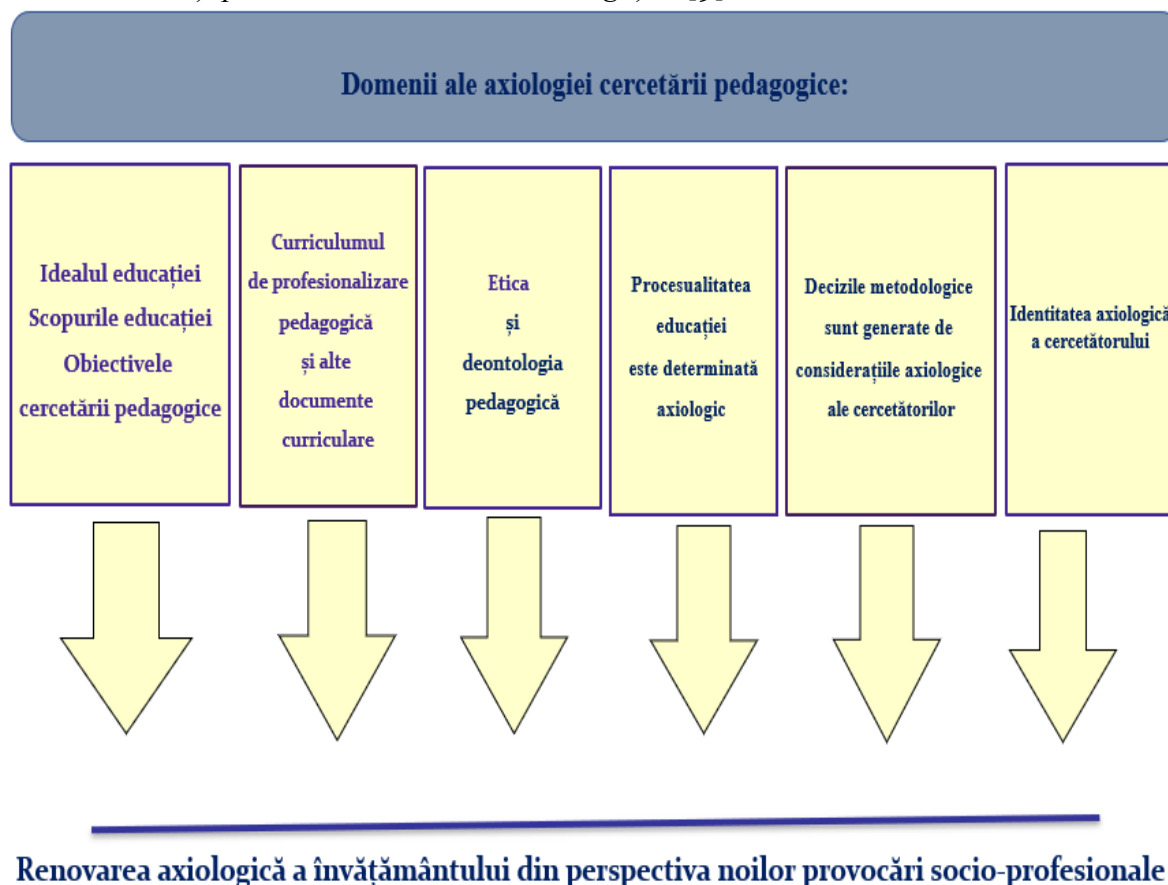 Domenii ale axiologiei cercetării pedagogice:
Idealul educației
Scopurile educației
Obiectivele
cercetării pedagogice
Curriculumul
de profesionalizare
pedagogică
și alte
documente
curriculare
Etica
și
deontologia
pedagogică
Procesualitatea
educației
este determinată
axiologic
Decizile metodologice
sunt generate de
considerațiile axiologice
ale cercetătorilor
Identitatea axiologică
a cercetătorului
Renovarea axiologică a învățământului din perspectiva noilor provocări socio-profesionale